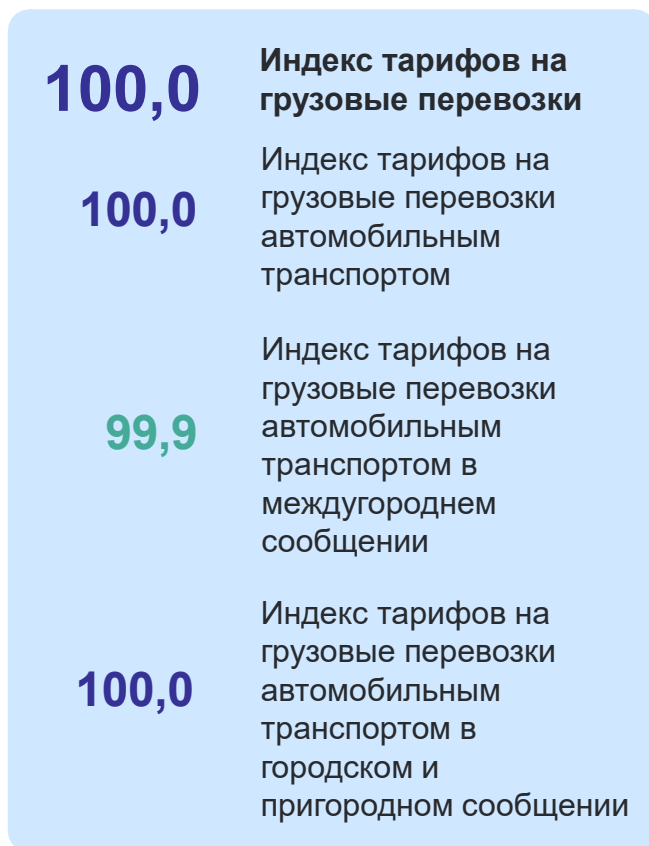 100,0
Индекс тарифов на
грузовые перевозки
100,0
Индекс тарифов на
грузовые перевозки
автомобильным
транспортом
99,9
Индекс тарифов на
грузовые перевозки
автомобильным
транспортом в
междугороднем
сообщении
100,0
Индекс тарифов на
грузовые перевозки
автомобильным
транспортом в
городском и
пригородном сообщении